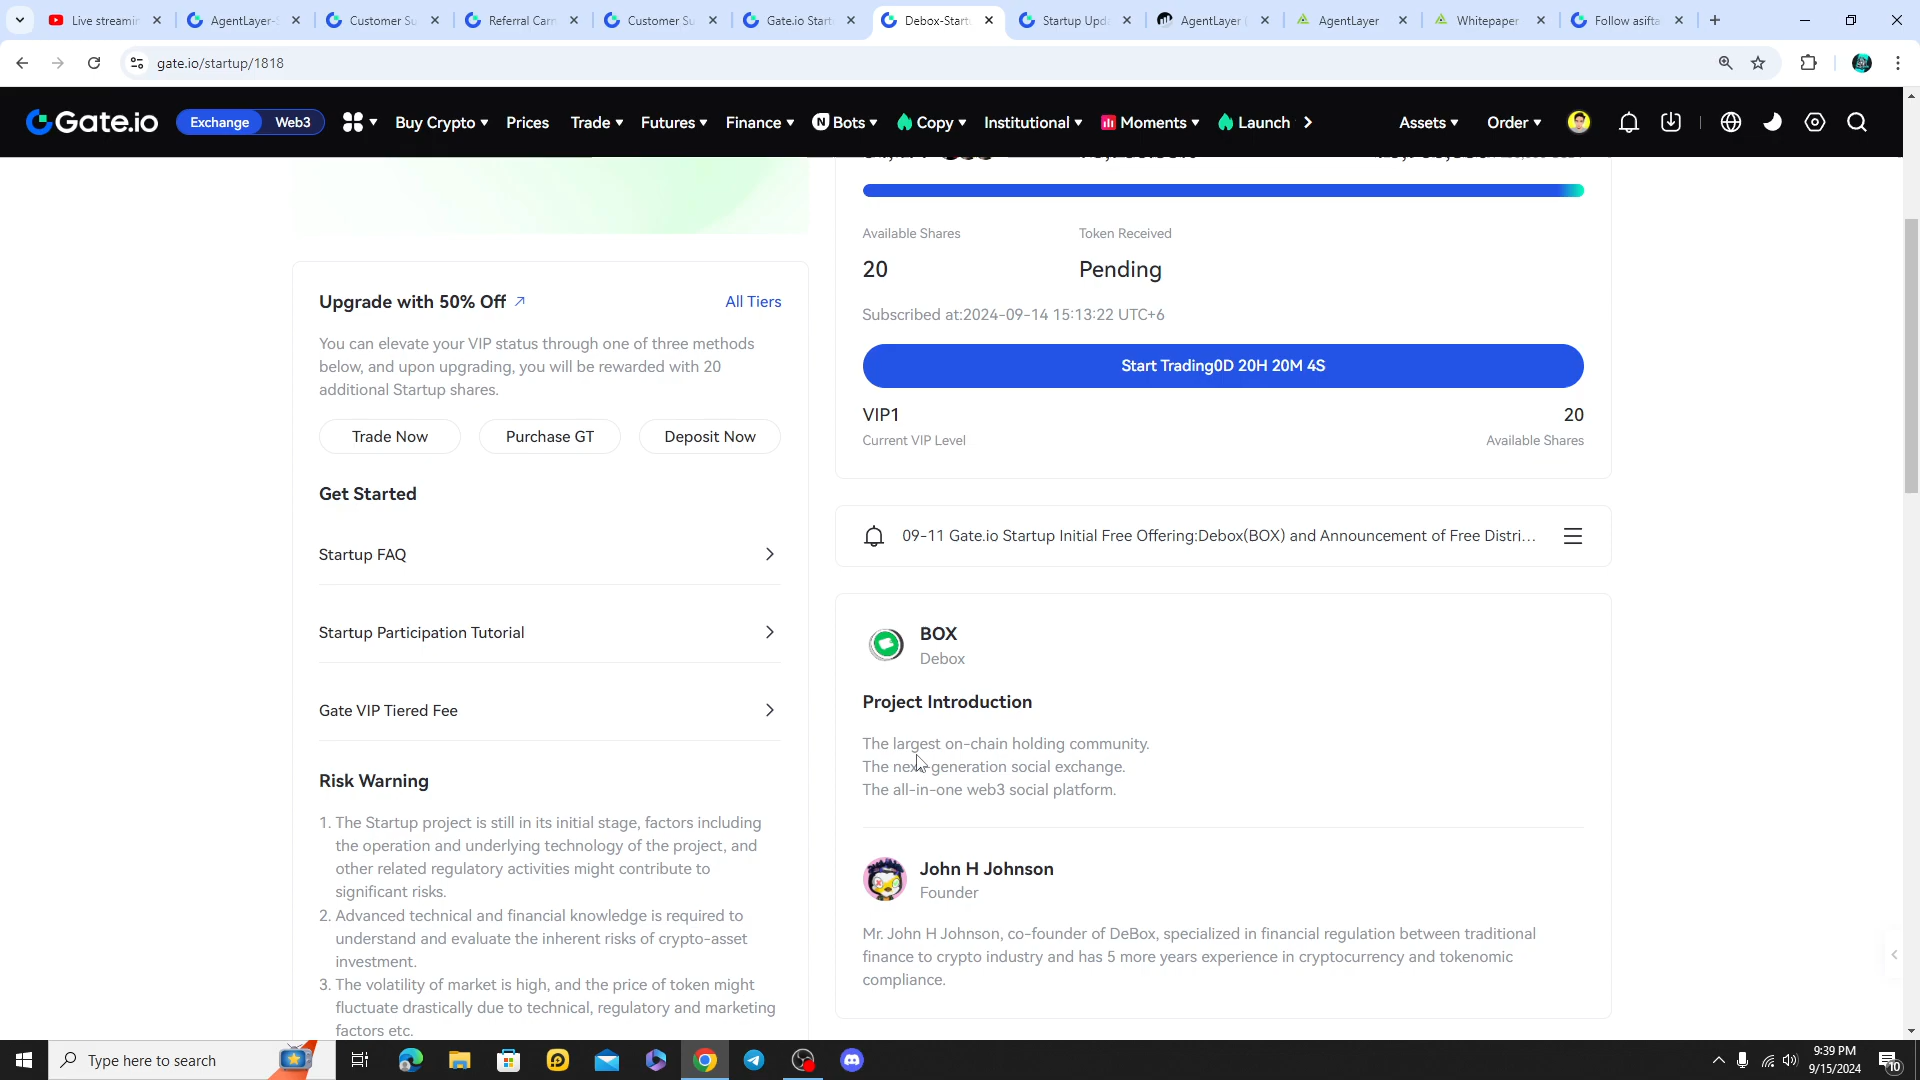 Live streamin
AgentLayer-S
Customer Su
Referral Carn
Customer Su
Gate.io Start
Debox-Start
Startup Upda
AgentLayer (
AgentLayer
Whitepaper
Follow asifta
gate.io/startup/1818
Gate.io
Exchange
Web3
Buy Crypto
Prices
Trade
Futures
Finance
Bots
Copy
Institutional
Moments
Launch
Assets
Order
Available Shares
Token Received
20
Pending
Subscribed at:2024-09-14 15:13:22 UTC+6
Start Trading0D 20H 20M 4S
VIP1
20
Current VIP Level
Available Shares
Upgrade with 50% Off
All Tiers
You can elevate your VIP status through one of three methods
below, and upon upgrading, you will be rewarded with 20
additional Startup shares.
Trade Now
Purchase GT
Deposit Now
Get Started
Startup FAQ
Startup Participation Tutorial
Gate VIP Tiered Fee
Risk Warning
1. The Startup project is still in its initial stage, factors including
the operation and underlying technology of the project, and
other related regulatory activities might contribute to
significant risks.
2. Advanced technical and financial knowledge is required to
understand and evaluate the inherent risks of crypto-asset
investment.
3. The volatility of market is high, and the price of token might
fluctuate drastically due to technical, regulatory and marketing
factors etc.
09-11 Gate.io Startup Initial Free Offering:Debox(BOX) and Announcement of Free Distri...
BOX
Debox
Project Introduction
The largest on-chain holding community.
The next-generation social exchange.
The all-in-one web3 social platform.
John H Johnson
Founder
Mr. John H Johnson, co-founder of DeBox, specialized in financial regulation between traditional
finance to crypto industry and has 5 more years experience in cryptocurrency and tokenomic
compliance.
Type here to search
9:39 PM
9/15/2024
10